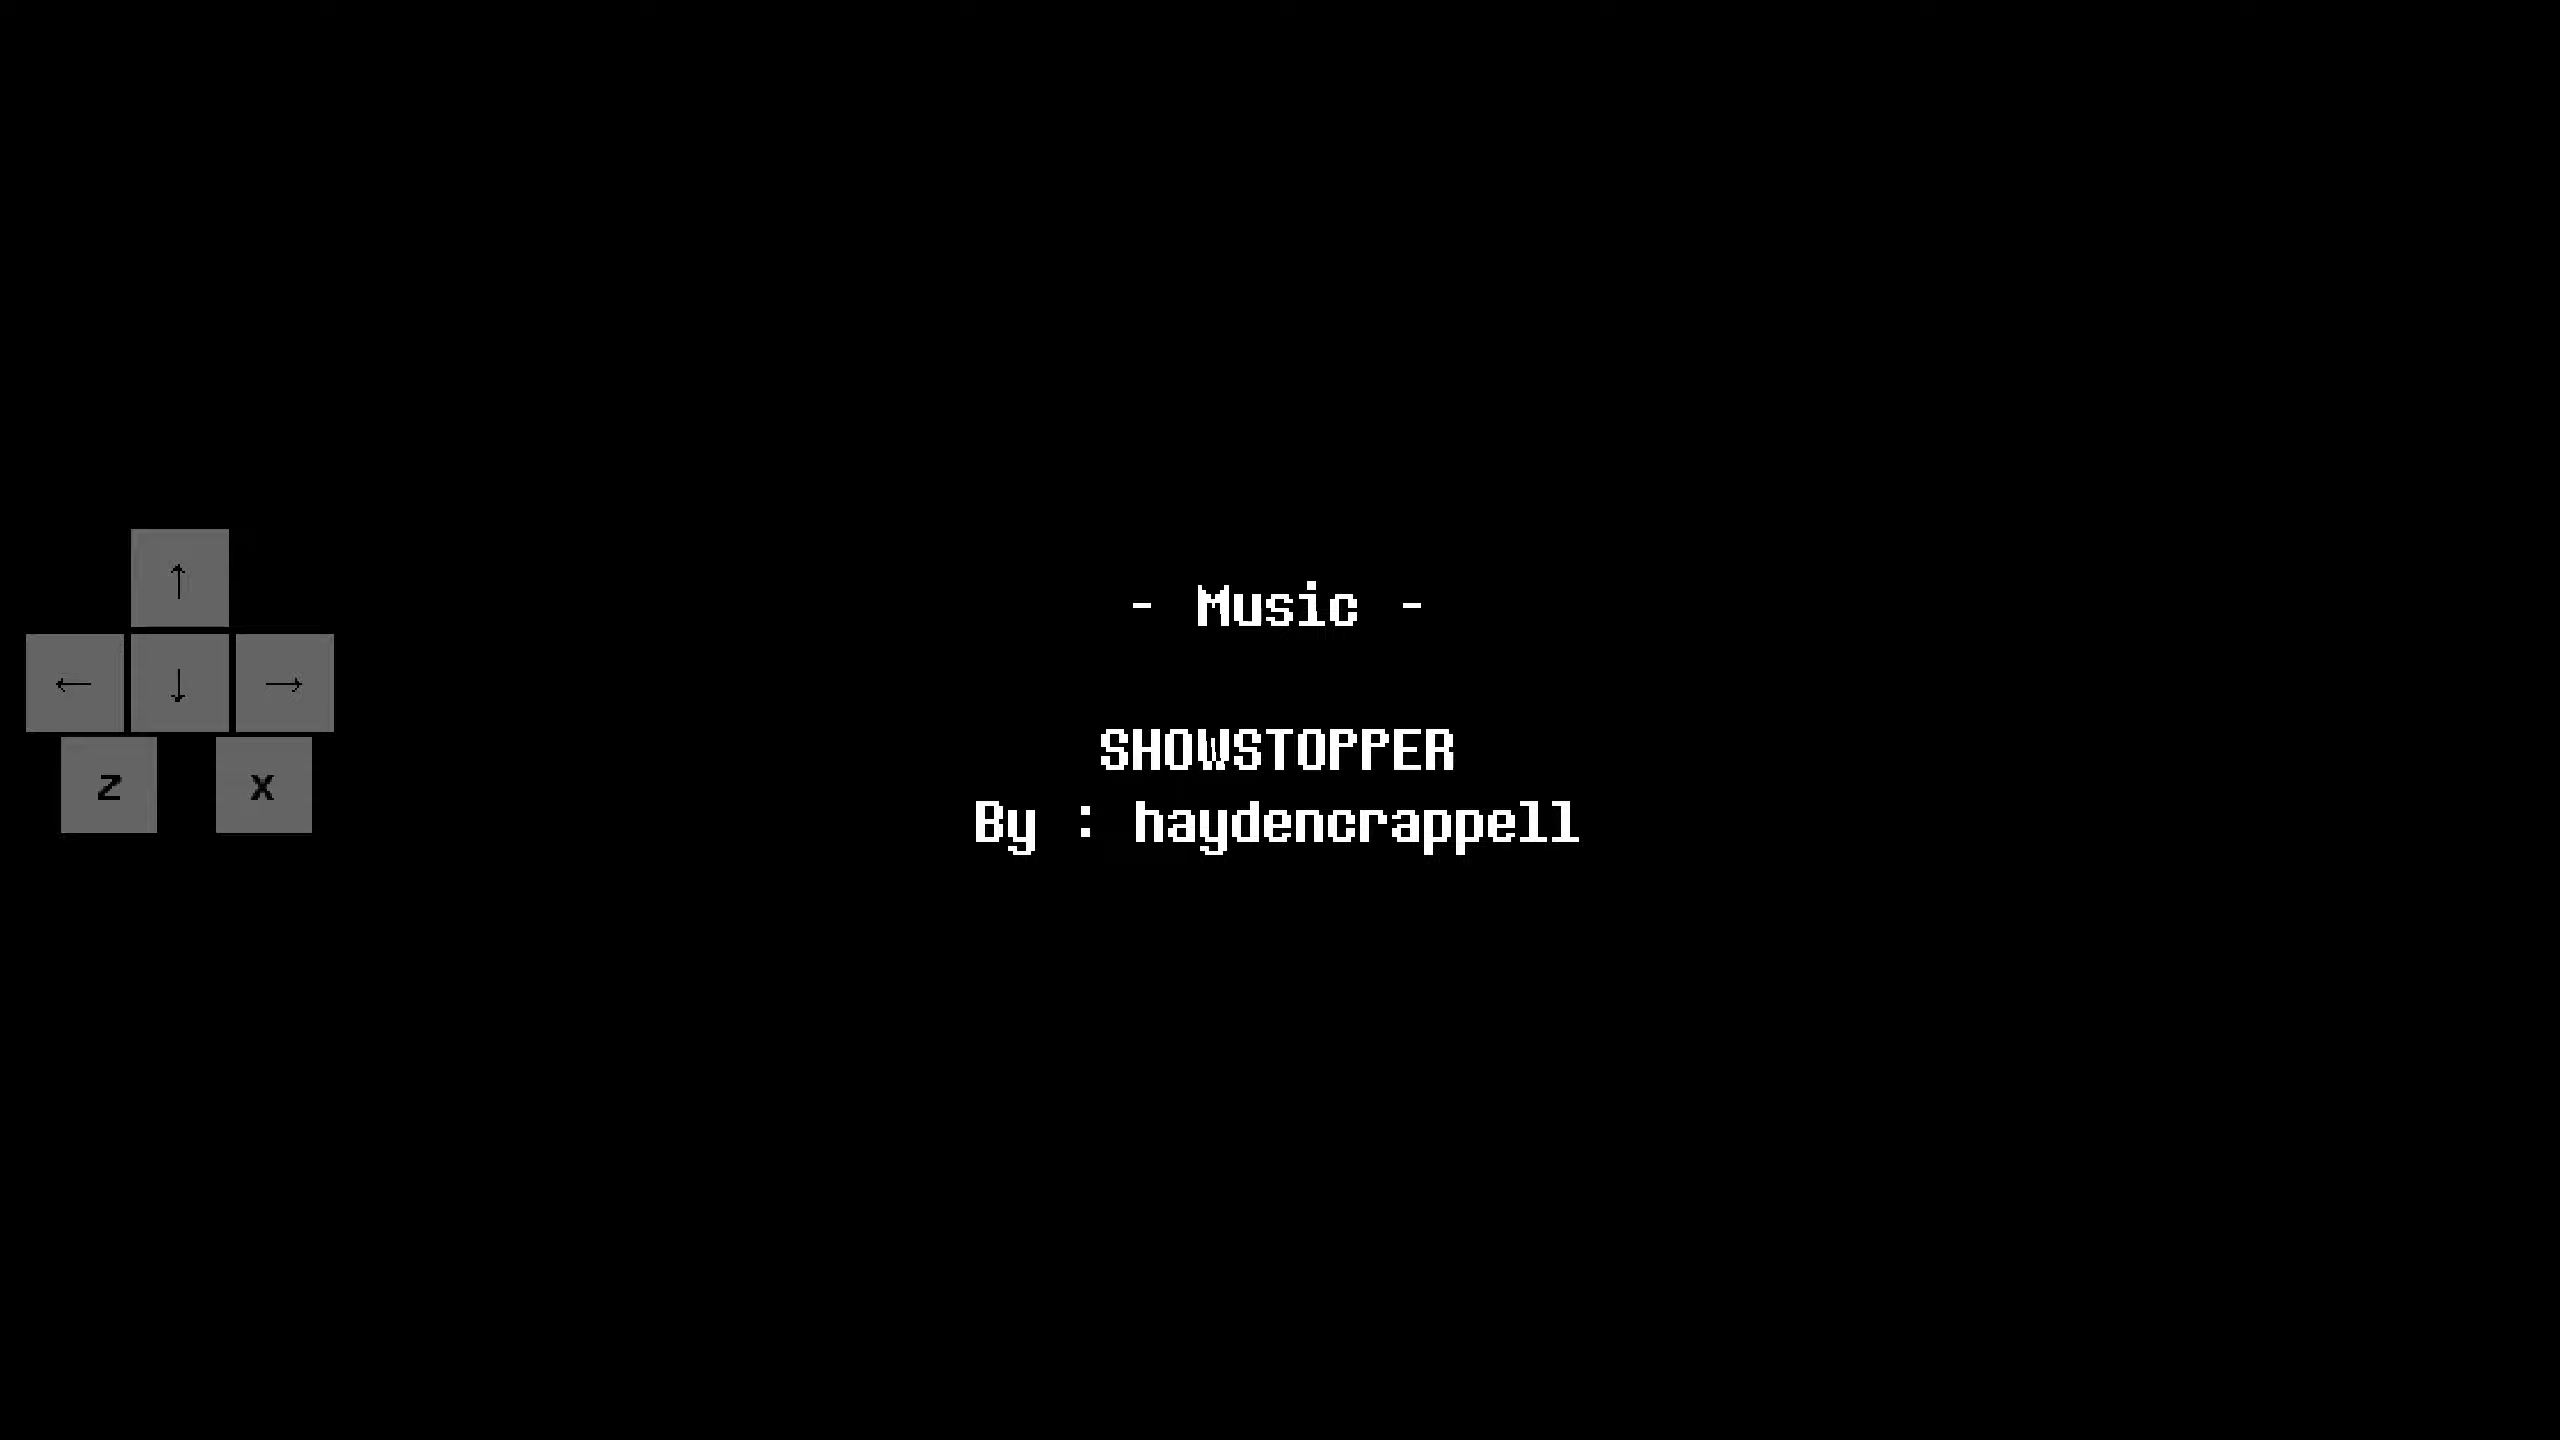 - Music -
SHOWSTOPPER
By : haydencrappell
↑
← ↓ →
Z X